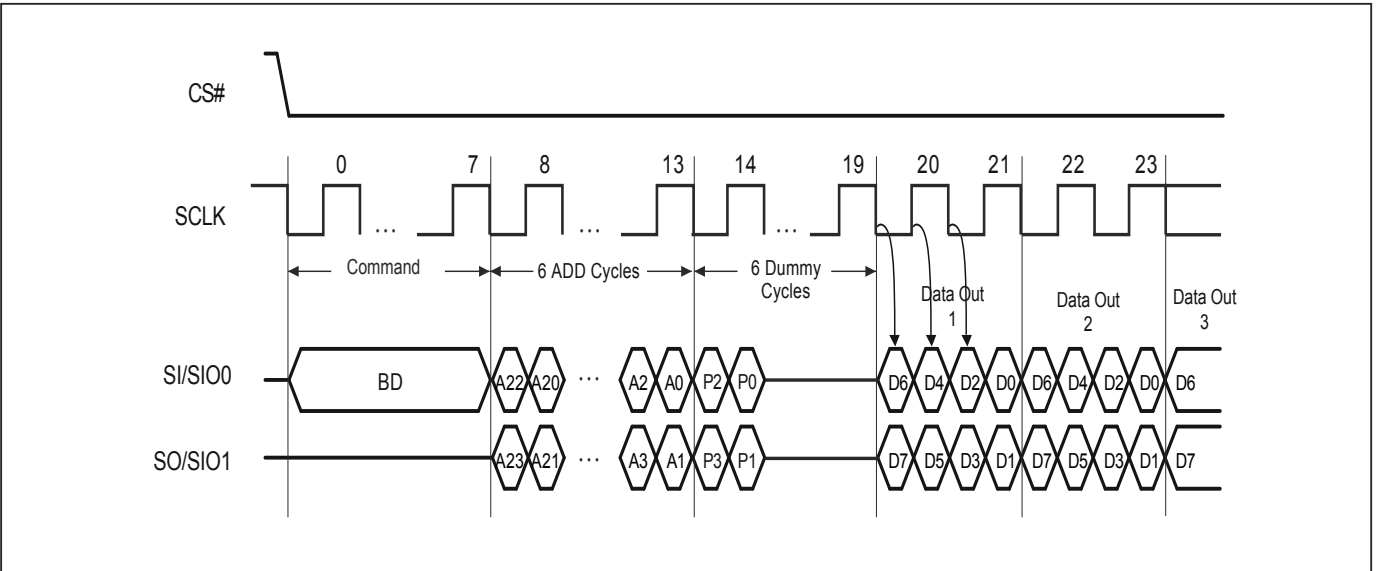 CS#
0 7 8 13 14 19 20 21 22 23
SCLK
... ... ...
Command
6 ADD Cycles
6 Dummy
Cycles
Data Out
1
Data Out
2
Data Out
3
SI/SIO0
BD A22 A20 ... A2 A0 P2 P0 D6 D4 D2 D0 D6 D4 D2 D0 D6
SO/SIO1
A23 A21 ... A3 A1 P3 P1 D7 D5 D3 D1 D7 D5 D3 D1 D7